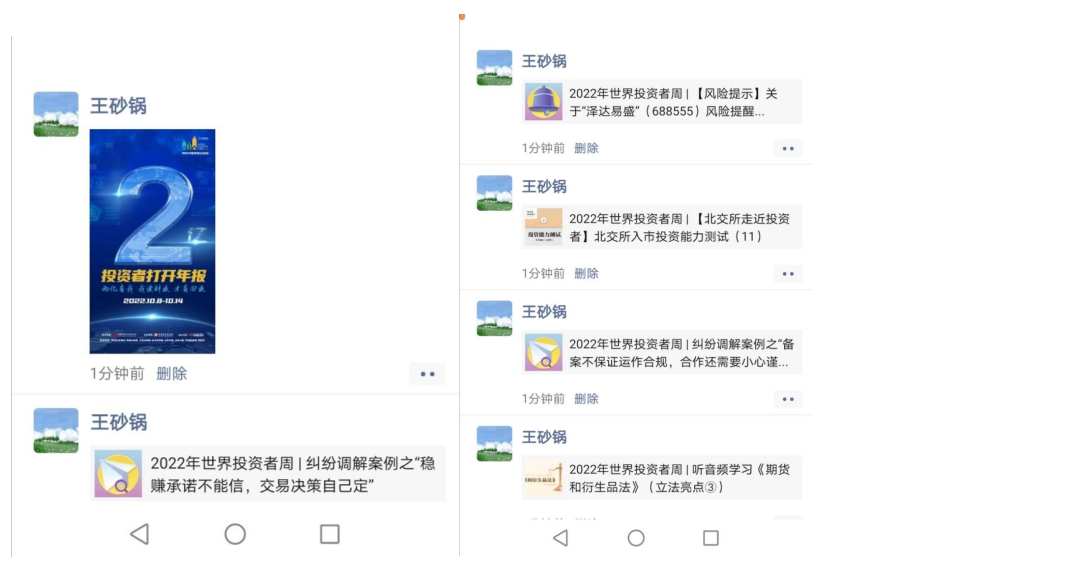 王砂锅
2
投资者打开年报
2022.10.8-10.14
1分钟前 删除
王砂锅
2022年世界投资者周 | 纠纷调解案例之“稳
赚承诺不能信，交易决策自己定”
王砂锅
2022年世界投资者周 | 【风险提示】关
于“泽达易盛”（688555）风险提醒...
1分钟前 删除
王砂锅
2022年世界投资者周 | 【北交所走近投资
者】北交所入市投资能力测试（11）
投资能力测试
1分钟前 删除
王砂锅
2022年世界投资者周 | 纠纷调解案例之“备
案不保证运作合规，合作还需要小心谨...
1分钟前 删除
王砂锅
2022年世界投资者周 | 听音频学习《期货
和衍生品法》（立法亮点③）